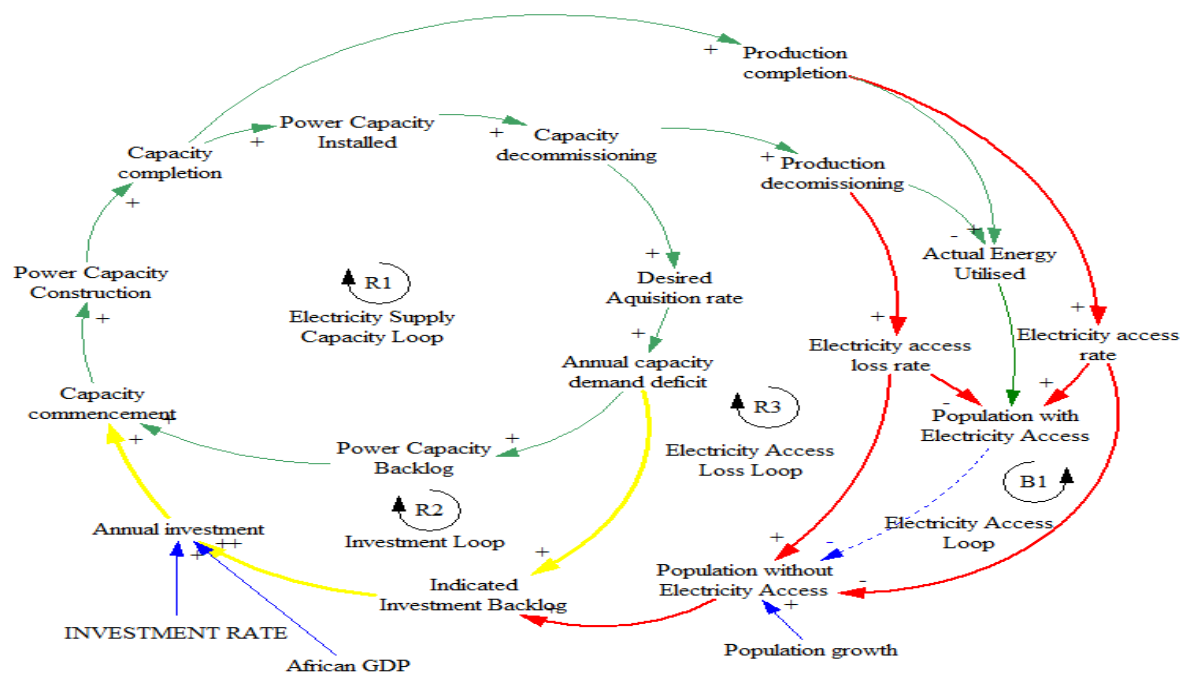 Production
completion
+
Power Capacity
Installed
+
+
Capacity
decommissioning
+
Production
decomissioning
Capacity
completion
+
+
-
+
Actual Energy
Utilised
+
Desired
Aquisition rate
Power Capacity
Construction
R1
Electricity Supply
Capacity Loop
+
+
+
+
Electricity access
loss rate
Electricity access
rate
Annual capacity
demand deficit
+
-
Capacity
commencement
+
+
R3
Population with
Electricity Access
+
Power Capacity
Backlog
Electricity Access
Loss Loop
B1
R2
Investment Loop
Annual investment
++
+
Electricity Access
Loop
+
-
+
Population without
Electricity Access
-
Indicated
Investment Backlog
+
+
INVESTMENT RATE
African GDP
Population growth